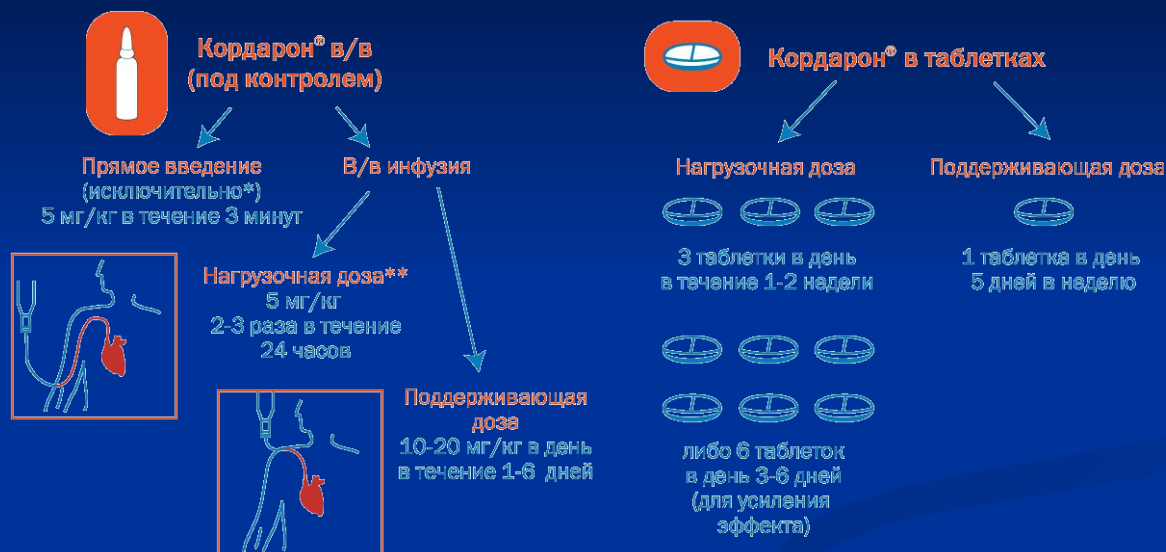 Кордарон® в/в
(под контролем)
Прямое введение
(исключительно*)
5 мг/кг в течение 3 минут
В/в инфузия
Нагрузочная доза**
5 мг/кг
2-3 раза в течение
24 часов
Поддерживающая
доза
10-20 мг/кг в день
в течение 1-6 дней
Кордарон® в таблетках
Нагрузочная доза
3 таблетки в день
в течение 1-2 недели
либо 6 таблеток
в день 3-6 дней
(для усиления
эффекта)
Поддерживающая доза
1 таблетка в день
5 дней в неделю